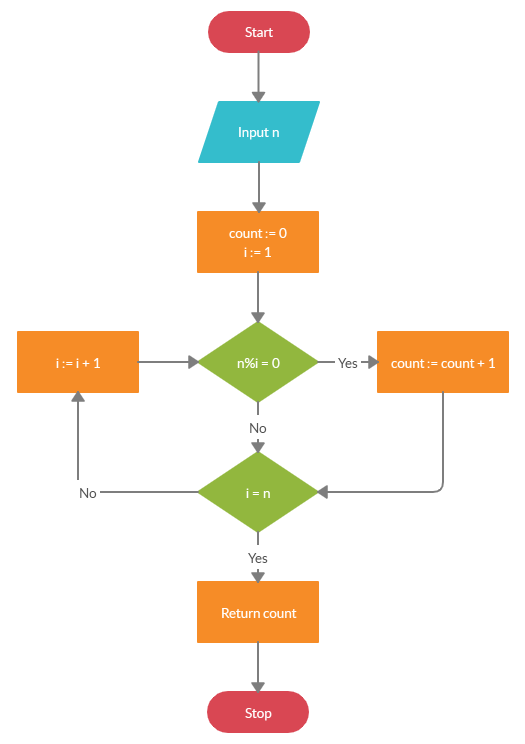 Start
Input n
count := 0
i := 1
i := i + 1
n%i = 0
Yes
count := count + 1
No
i = n
No
Yes
Return count
Stop